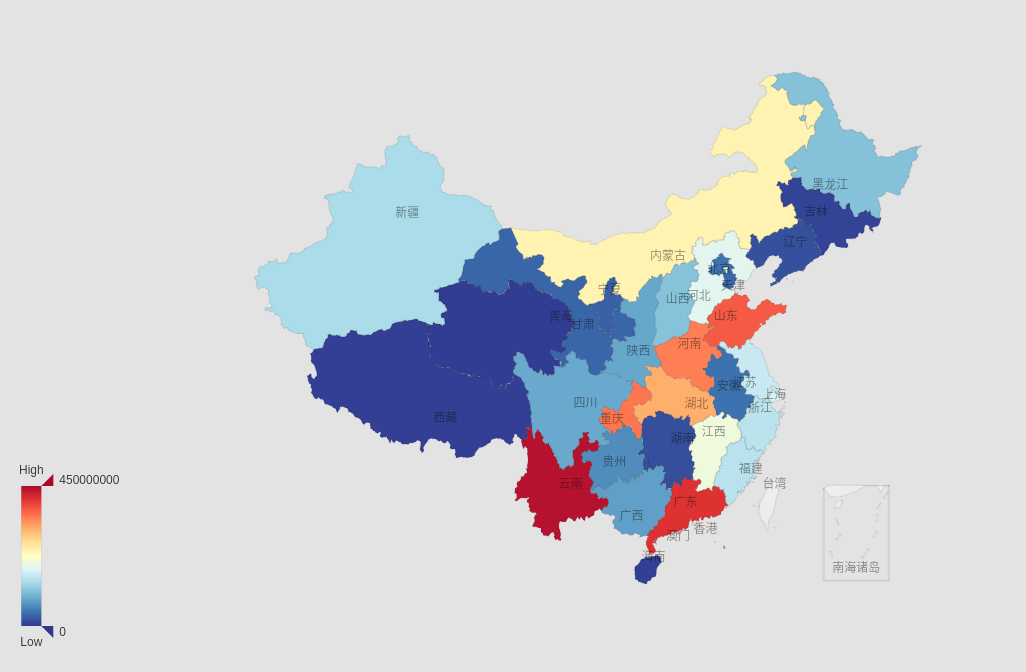 黑龙江
吉林
新疆
辽宁
内蒙古
北京
天津
宁夏
山西
河北
青海
甘肃
山东
陕西
河南
安徽
江苏
四川
湖北
上海
浙江
重庆
西藏
湖南
江西
贵州
福建
High
450000000
云南
台湾
广东
广西
香港
澳门
海南
南海诸岛
0
Low